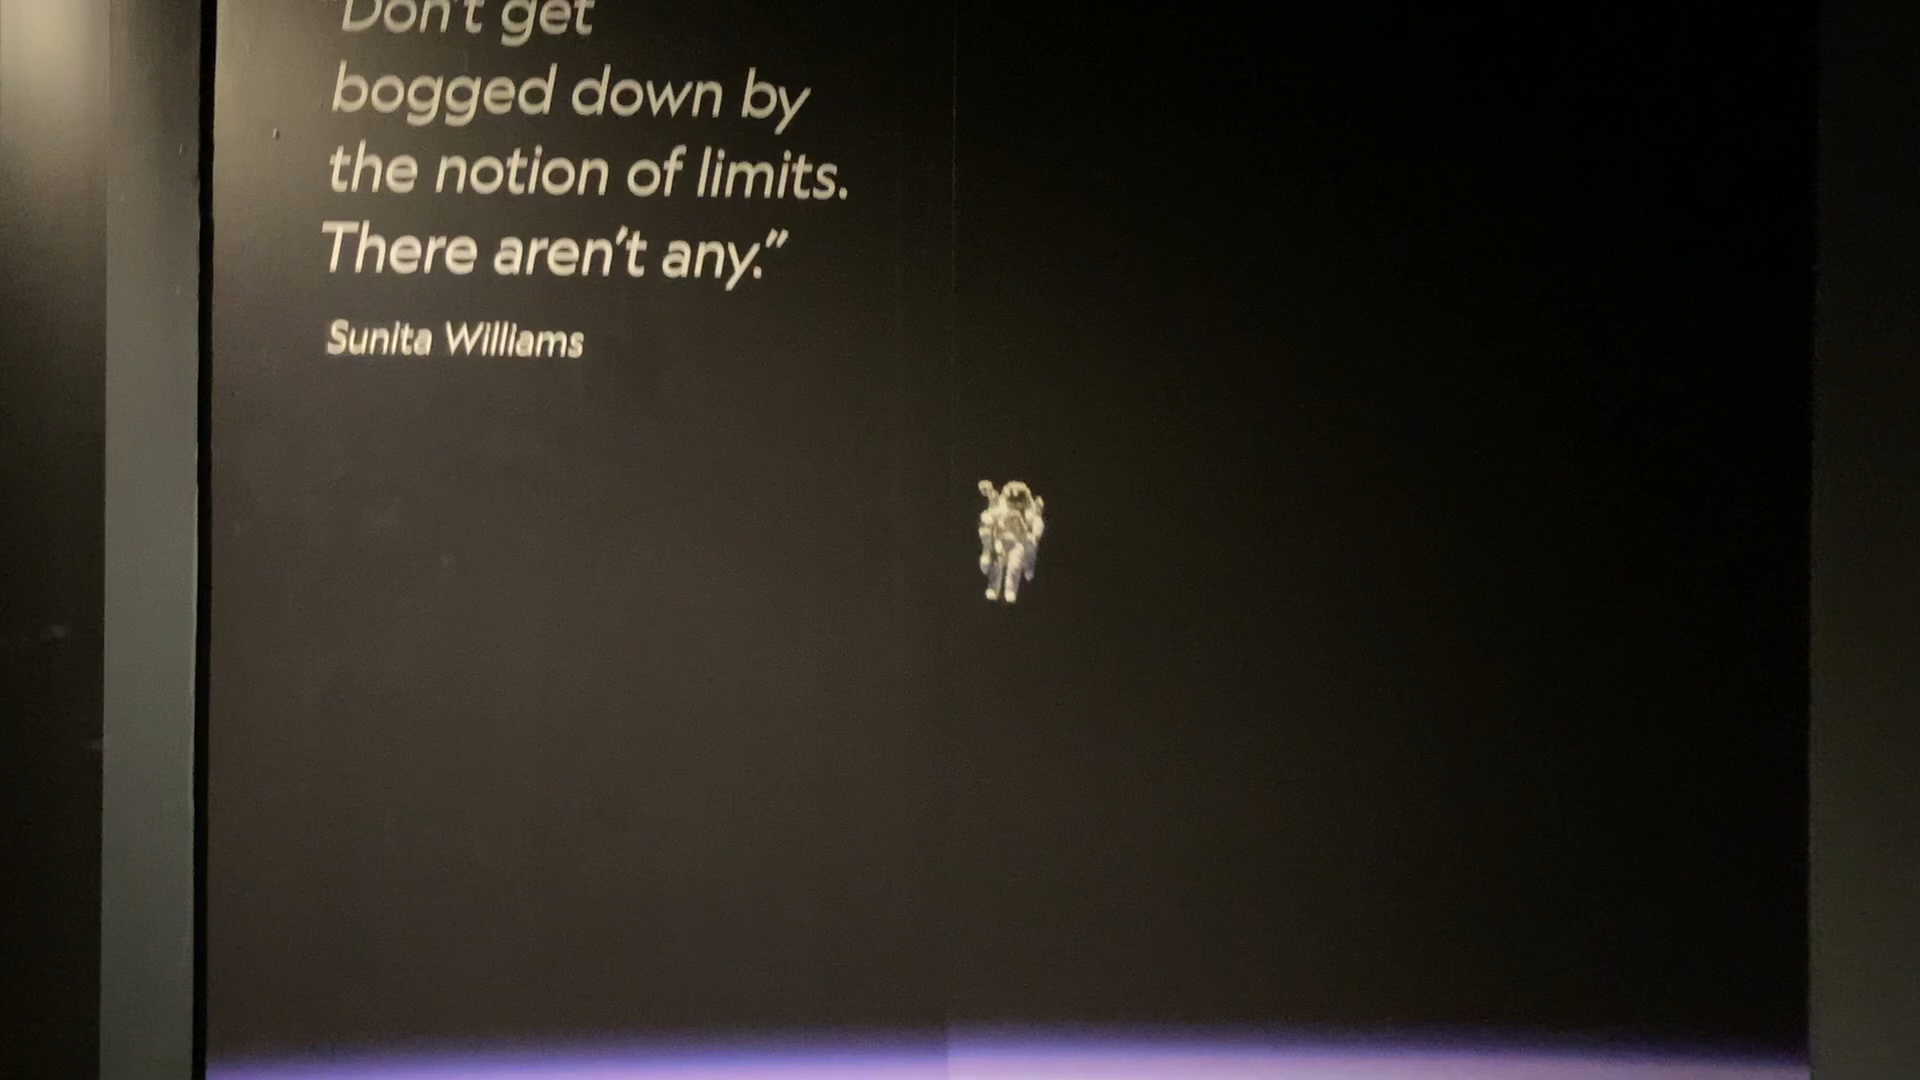 Don't get
bogged down by
the notion of limits.
There aren't any.”
Sunita Williams